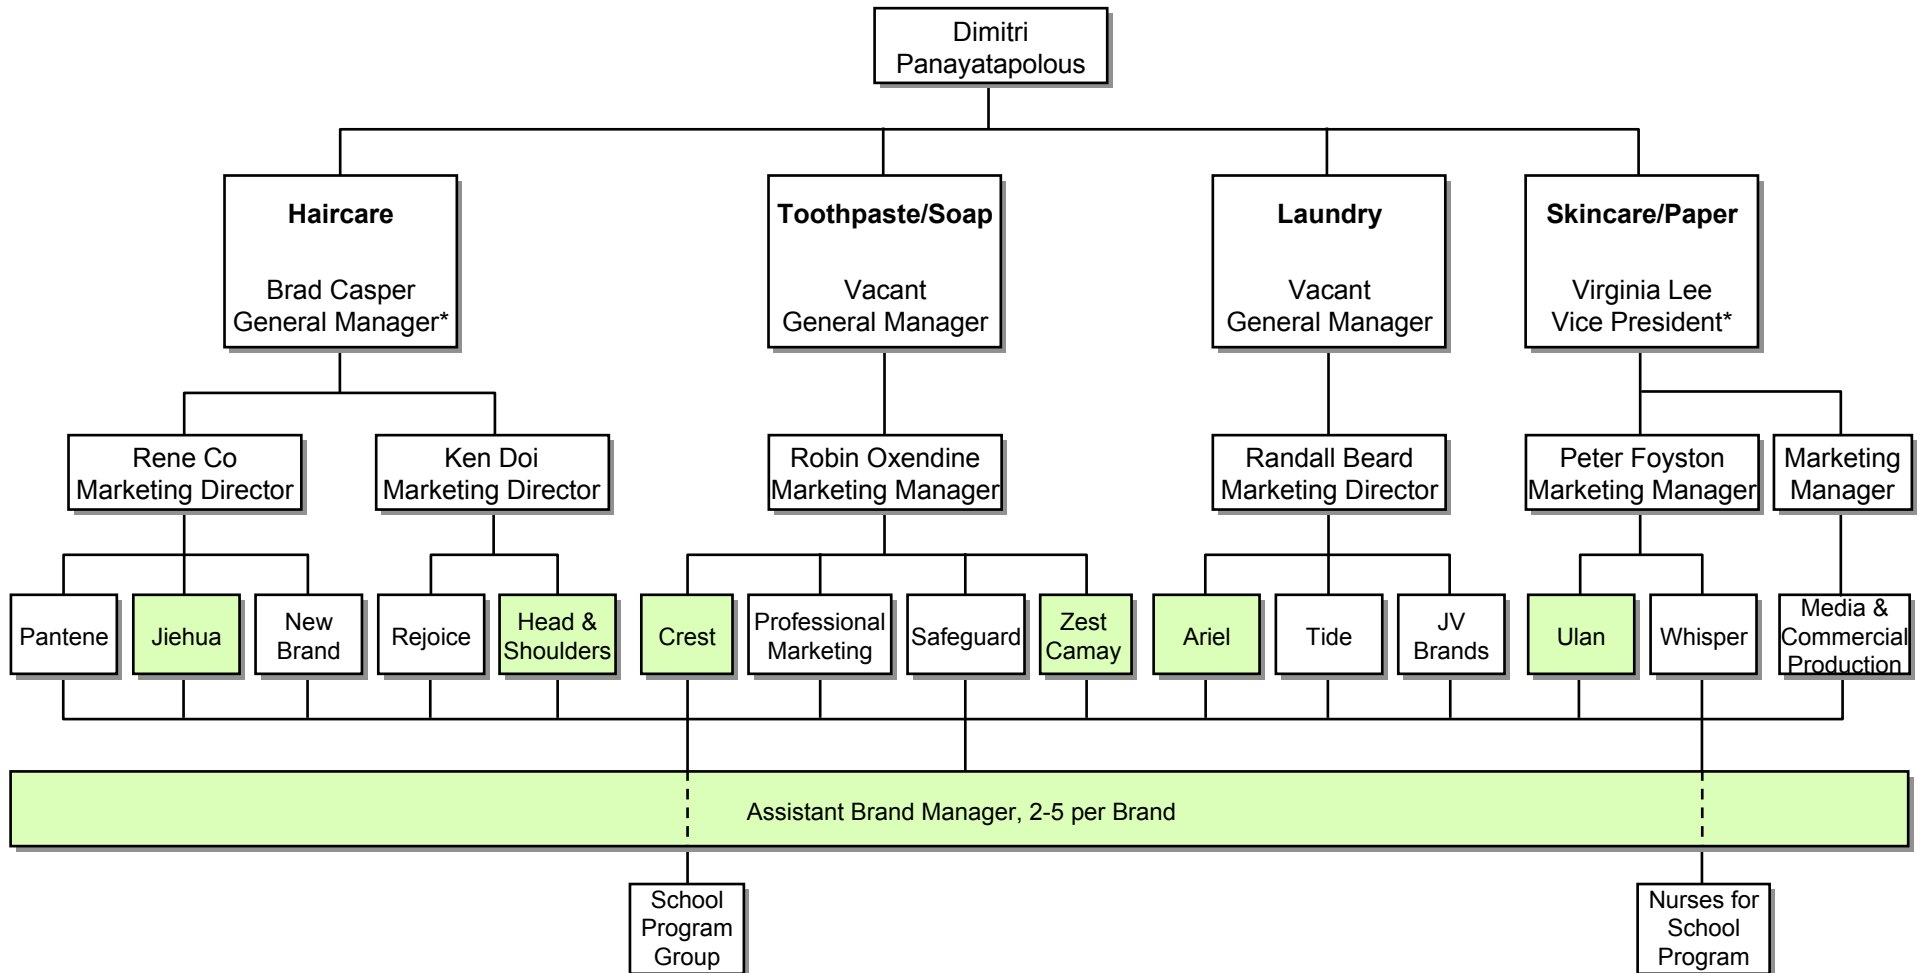 Dimitri
Panayatapolous
Haircare
Brad Casper
General Manager*
Toothpaste/Soap
Vacant
General Manager
Laundry
Vacant
General Manager
Skincare/Paper
Virginia Lee
Vice President*
Rene Co
Marketing Director
Ken Doi
Marketing Director
Robin Oxendine
Marketing Manager
Randall Beard
Marketing Director
Peter Foyston
Marketing Manager
Marketing
Manager
Pantene
Jiehua
New
Brand
Rejoice
Head &
Shoulders
Crest
Professional
Marketing
Safeguard
Zest
Camay
Ariel
Tide
JV
Brands
Ulan
Whisper
Media &
Commercial
Production
Assistant Brand Manager, 2-5 per Brand
School
Program
Group
Nurses for
School
Program